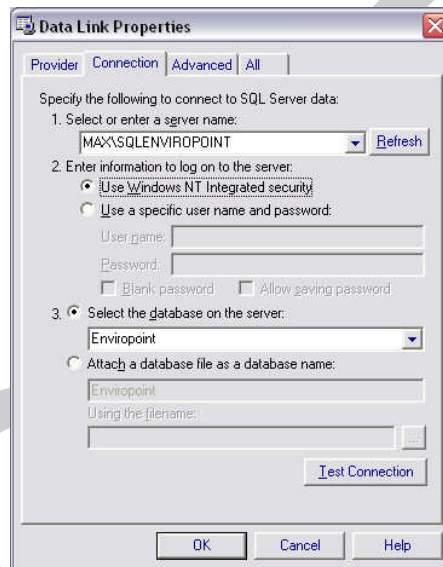 Data Link Properties
Provider Connection Advanced All
Specify the following to connect to SQL Server data:
1. Select or enter a server name:
MAX\SQLENVIROPOINT Refresh
2. Enter information to log on to the server:
Use Windows NT Integrated security
Use a specific user name and password:
User name:
Password:
Blank password Allow saving password
3. Select the database on the server:
Enviropoint
Attach a database file as a database name:
Enviropoint
Using the filename:
...
Test Connection
OK Cancel Help